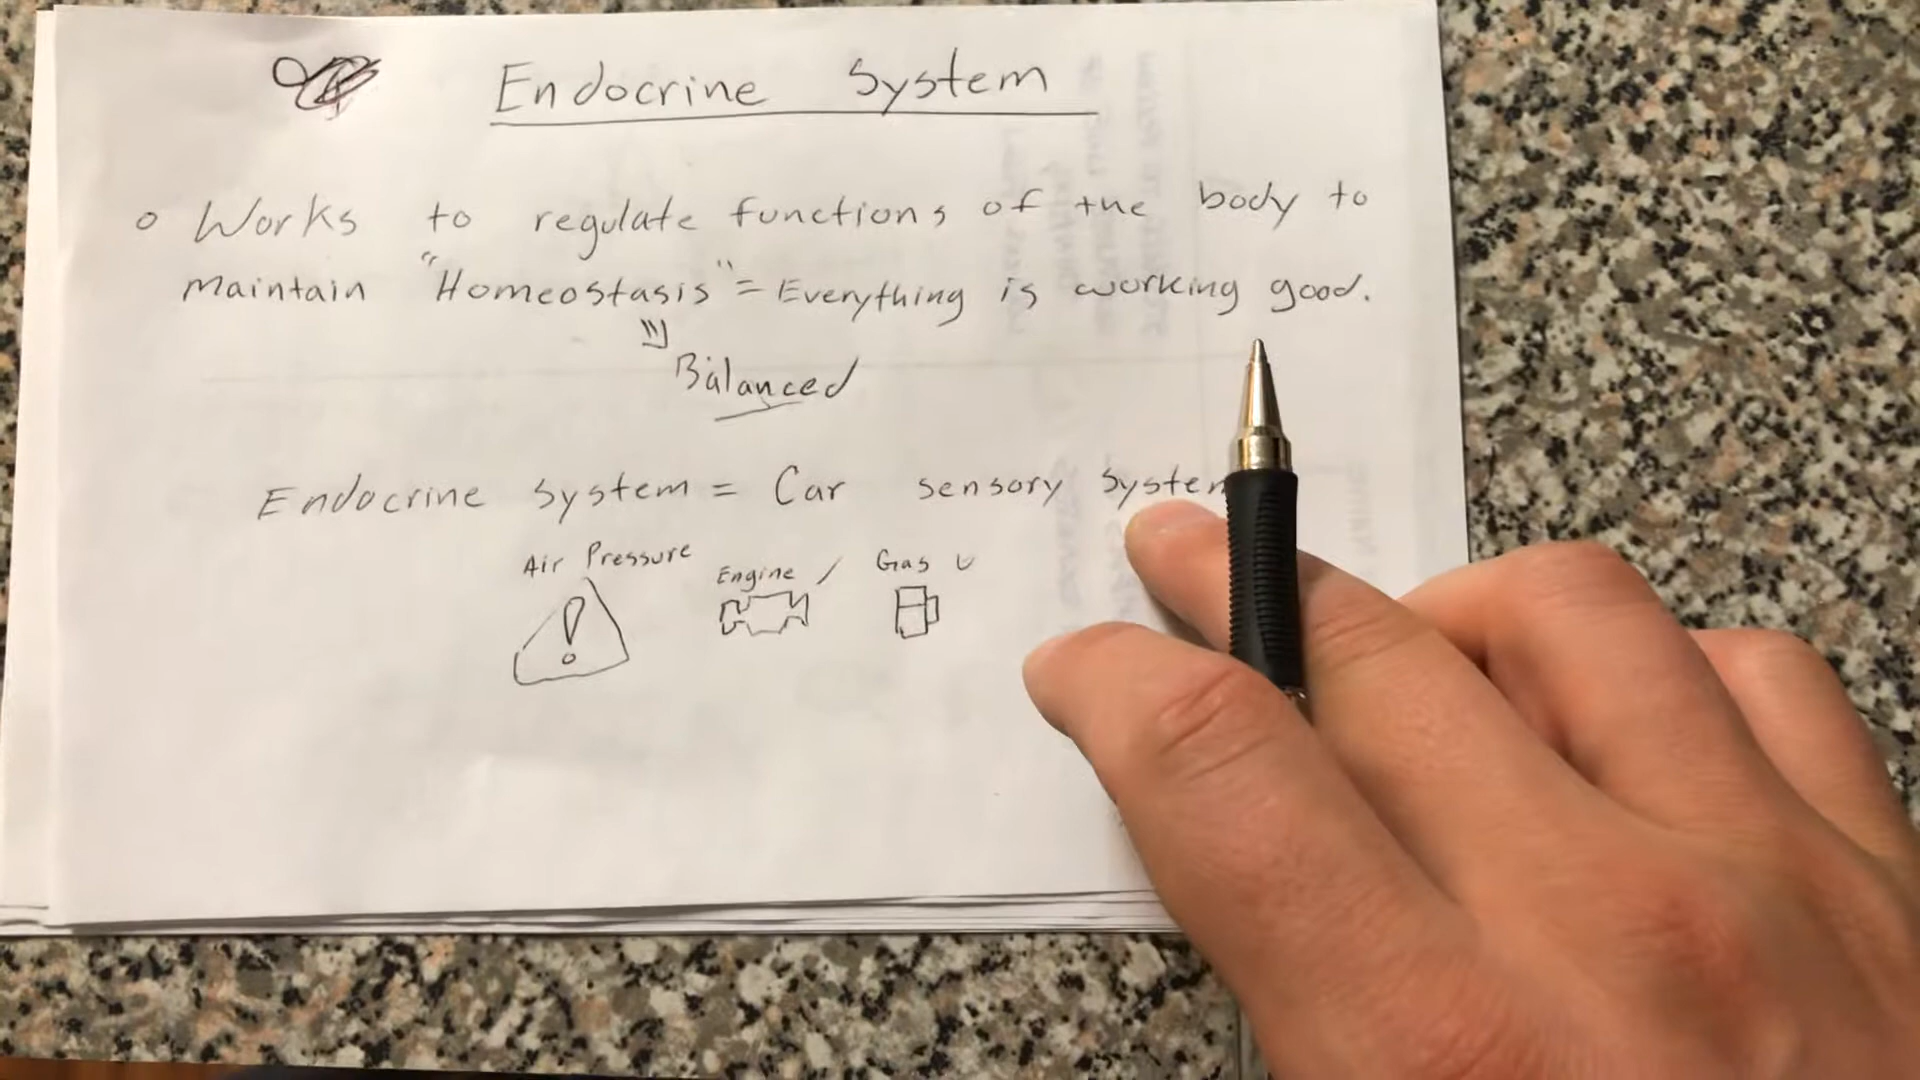 Endocrine System
o Works to regulate functions of the body to
maintain "Homeostasis" = Everything is working good.
Balanced
Endocrine system = Car sensory system
Air Pressure Engine / Gas